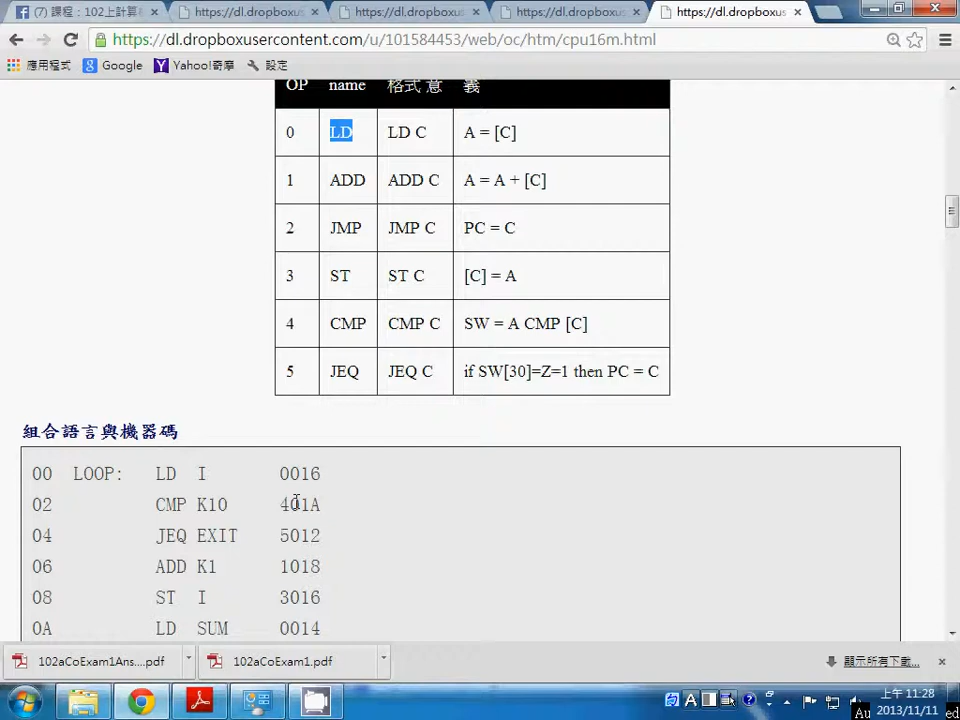 (7) 課程：102上計算 https://dl.dropboxus https://dl.dropboxus https://dl.dropboxus https://dl.dropboxus
https://dl.dropboxusercontent.com/u/101584453/web/oc/htm/cpu16m.html
應用程式 Google Yahoo!奇摩 設定
OP name 格式 意 義
0 LD LD C A = [C]
1 ADD ADD C A = A + [C]
2 JMP JMP C PC = C
3 ST ST C [C] = A
4 CMP CMP C SW = A CMP [C]
5 JEQ JEQ C if SW[30]=Z=1 then PC = C
組合語言與機器碼
00 LOOP: LD I 0016
02 CMP K10 401A
04 JEQ EXIT 5012
06 ADD K1 1018
08 ST I 3016
0A LD SUM 0014
102aCoExam1Ans....pdf 102aCoExam1.pdf 顯示所有下載...
上午 11:28
2013/11/11